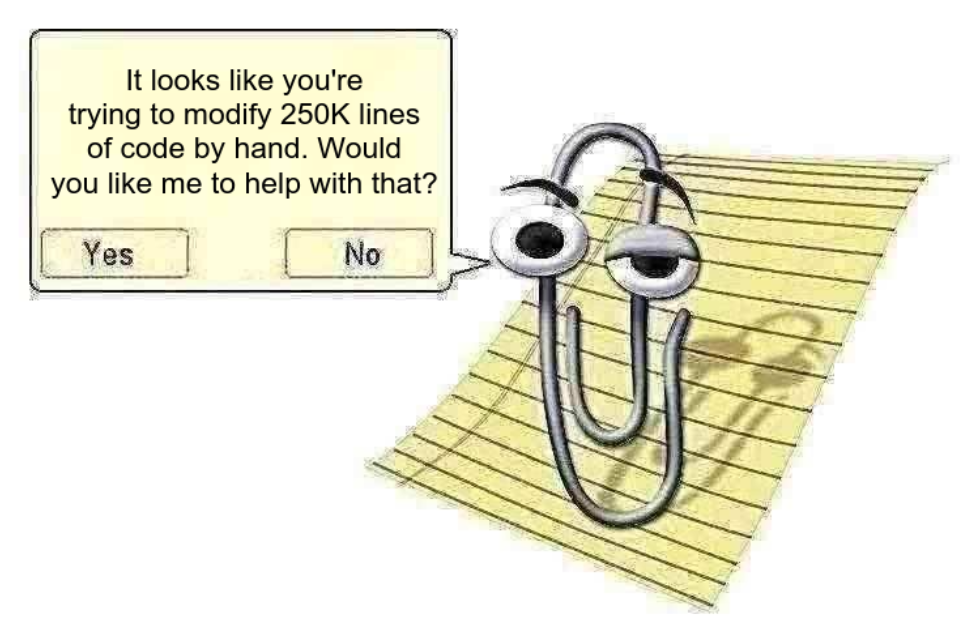 It looks like you're
trying to modify 250K lines
of code by hand. Would
you like me to help with that?
Yes
No